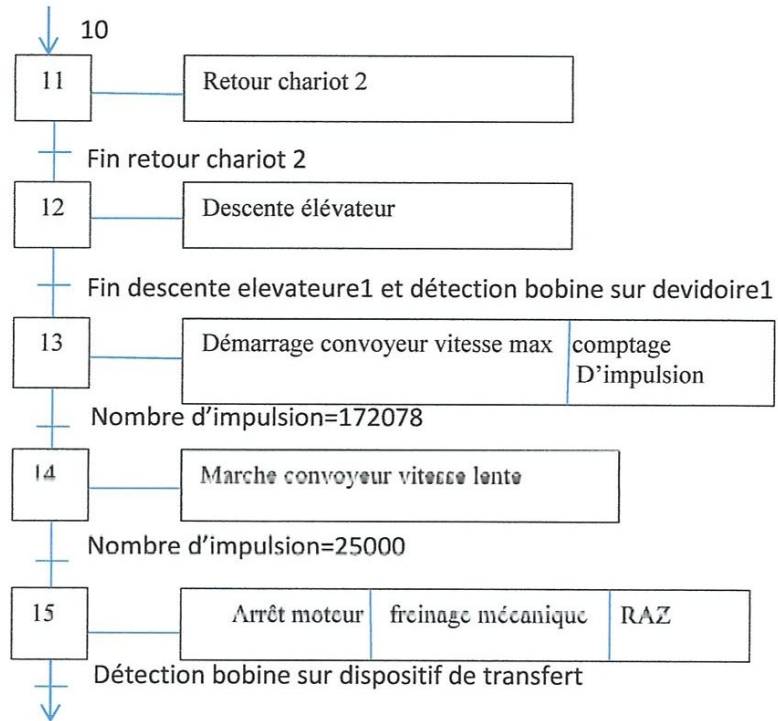 10
11
Retour chariot 2
Fin retour chariot 2
12
Descente élévateur
Fin descente elevateure1 et détection bobine sur devidoire1
13
Démarrage convoyeur vitesse max comptage
D’impulsion
Nombre d’impulsion=172078
14
Marche convoyeur vitesse lente
Nombre d’impulsion=25000
15
Arrêt moteur freinage mécanique RAZ
Détection bobine sur dispositif de transfert